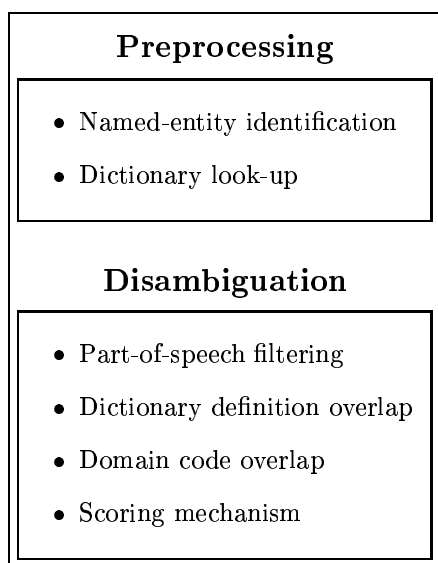 Preprocessing
• Named-entity identification
• Dictionary look-up
Disambiguation
• Part-of-speech filtering
• Dictionary definition overlap
• Domain code overlap
• Scoring mechanism